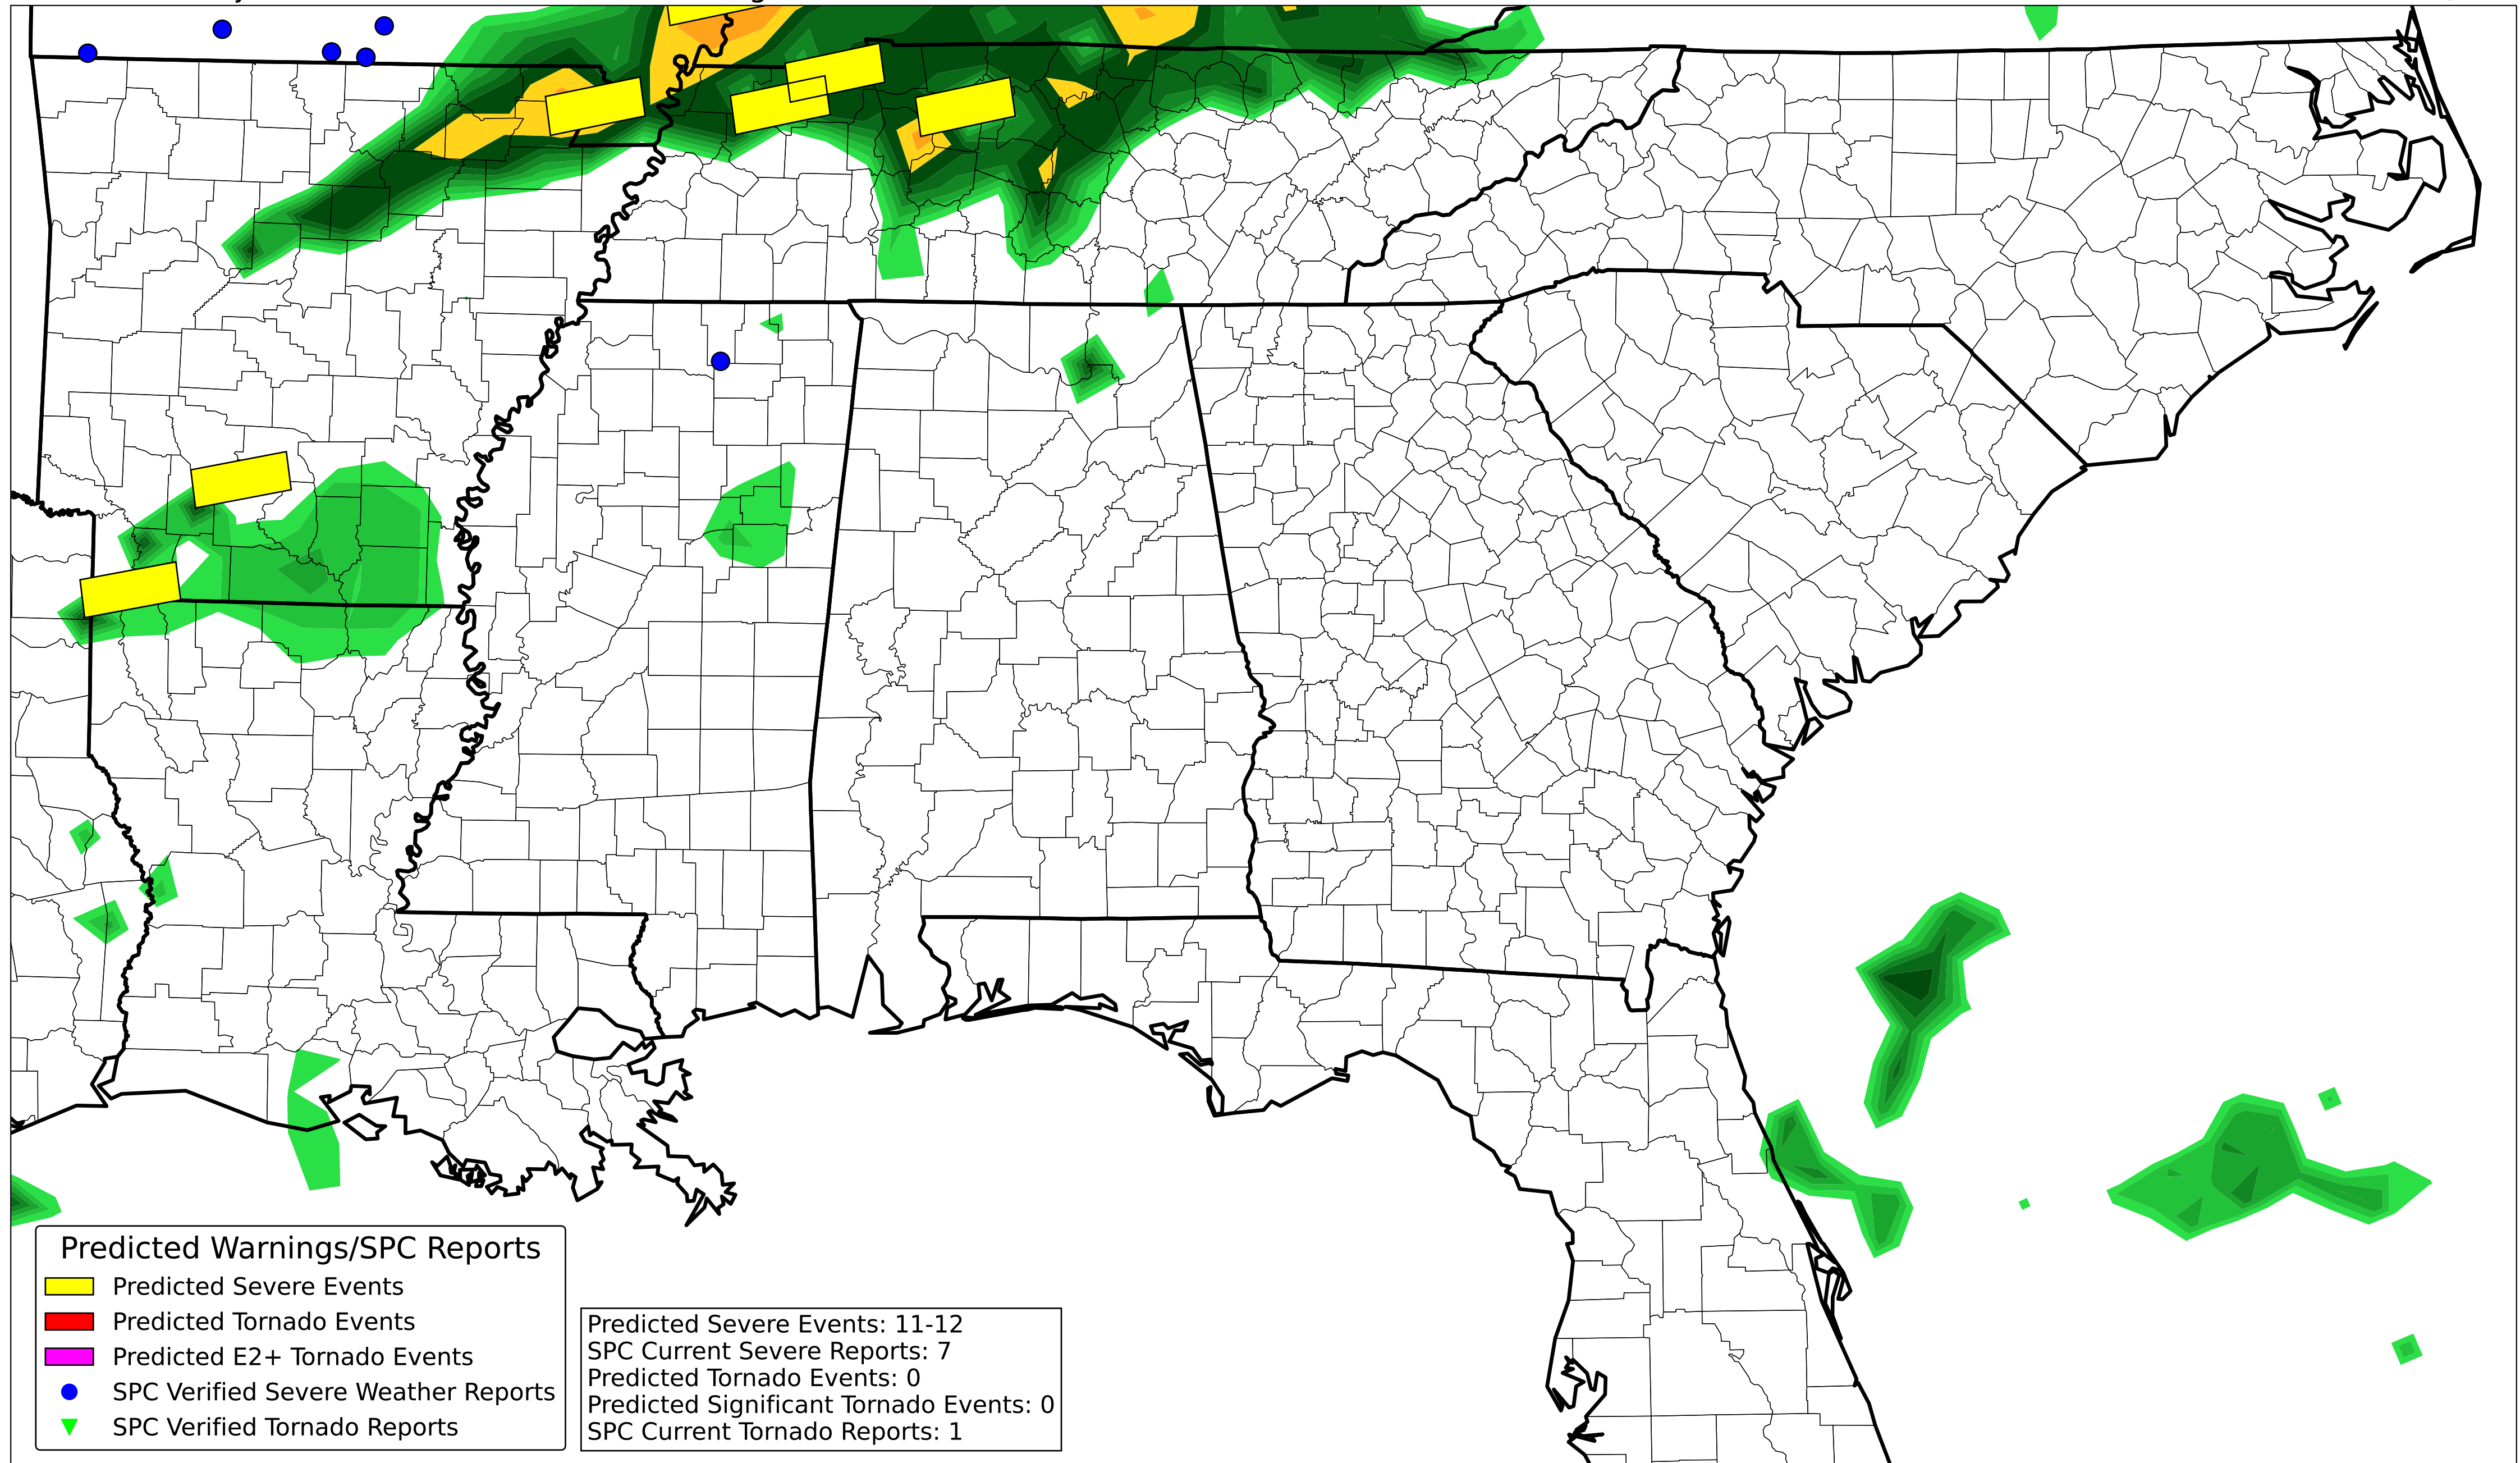 Predicted Warnings/SPC Reports
Predicted Severe Events
Predicted Tornado Events
Predicted E2+ Tornado Events
SPC Verified Severe Weather Reports
SPC Verified Tornado Reports
Predicted Severe Events: 11-12
SPC Current Severe Reports: 7
Predicted Tornado Events: 0
Predicted Significant Tornado Events: 0
SPC Current Tornado Reports: 1